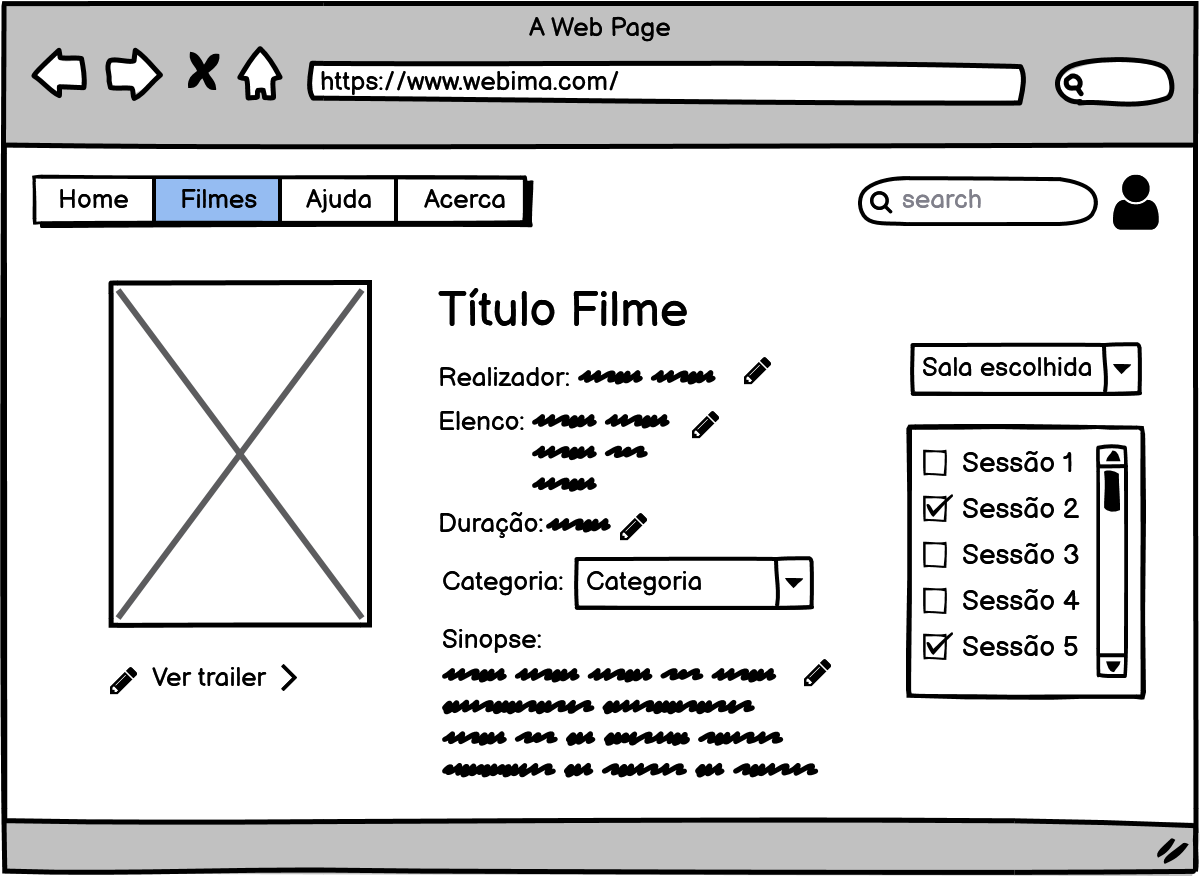 A Web Page
https://www.webima.com/
Home Filmes Ajuda Acerca
search
Título Filme
Realizador:
Elenco:
Duração:
Categoria: Categoria
Sinopse:
Ver trailer
Sala escolhida
Sessão 1
Sessão 2
Sessão 3
Sessão 4
Sessão 5